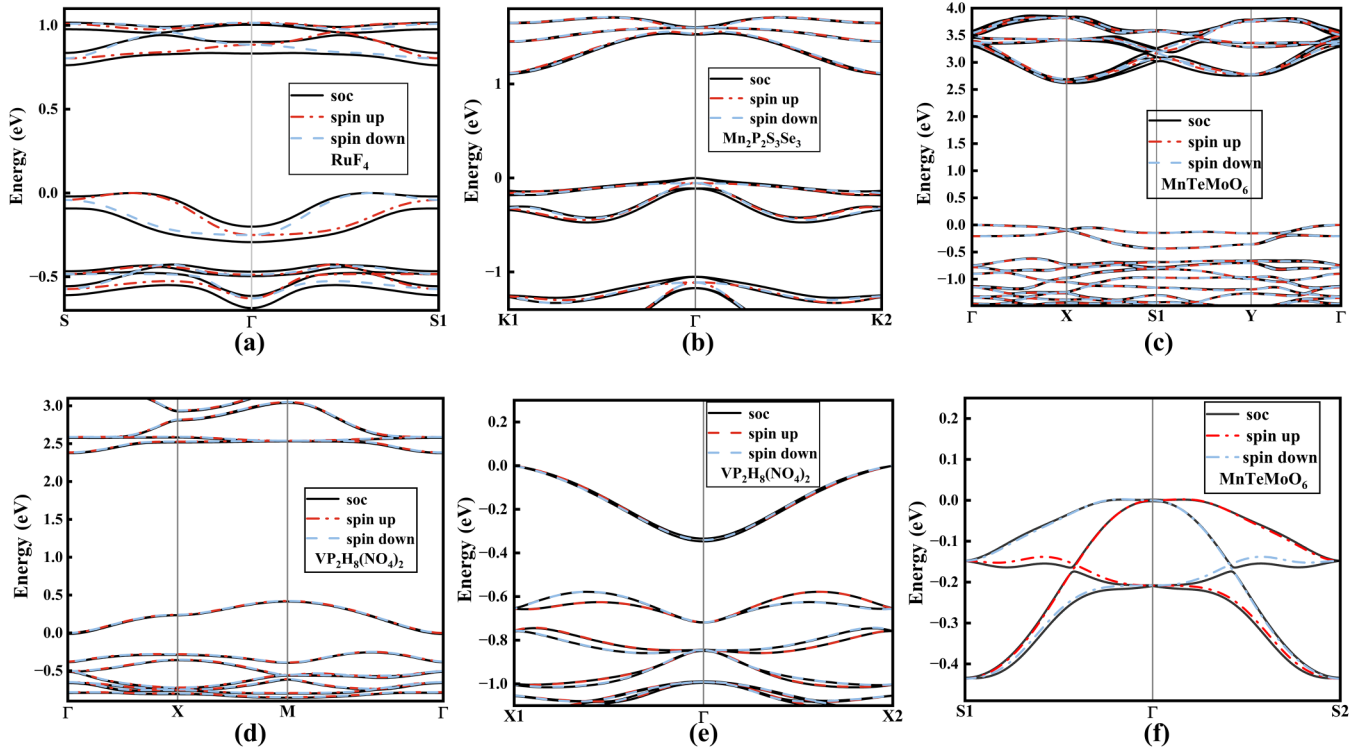 Energy (eV)
1.0
0.5
0.0
−0.5
S
Γ
S1
soc
spin up
spin down
RuF4
(a)
Energy (eV)
1
0
−1
K1
Γ
K2
soc
spin up
spin down
Mn2P2S3Se3
(b)
Energy (eV)
4.0
3.5
3.0
2.5
2.0
1.5
1.0
0.5
0.0
−0.5
−1.0
Γ
X
S1
Y
Γ
soc
spin up
spin down
MnTeMoO6
(c)
Energy (eV)
3.0
2.5
2.0
1.5
1.0
0.5
0.0
−0.5
Γ
X
M
Γ
soc
spin up
spin down
VP2H8(NO4)2
(d)
Energy (eV)
0.2
0.0
−0.2
−0.4
−0.6
−0.8
−1.0
X1
Γ
X2
soc
spin up
spin down
VP2H8(NO4)2
(e)
Energy (eV)
0.2
0.1
0.0
−0.1
−0.2
−0.3
−0.4
S1
Γ
S2
soc
spin up
spin down
MnTeMoO6
(f)